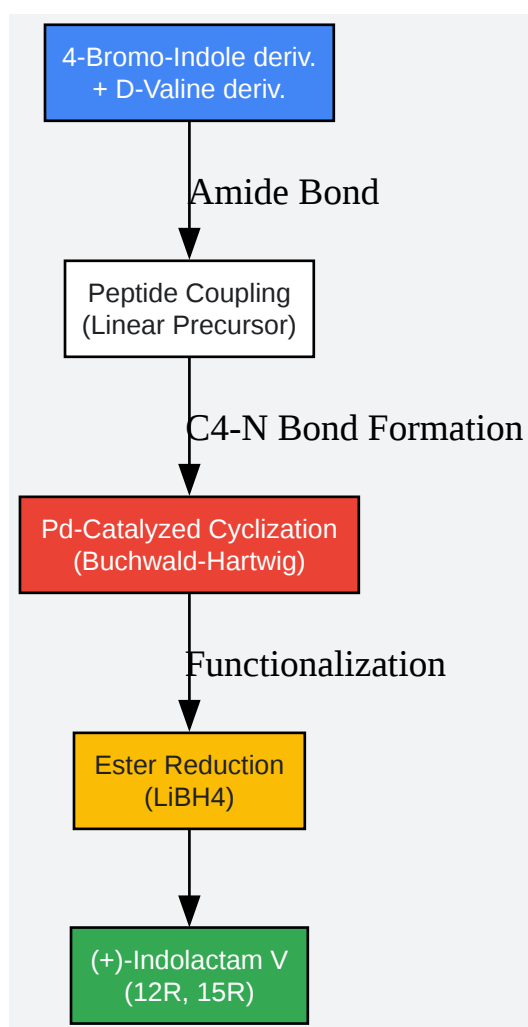 4-Bromo-Indole deriv.
+ D-Valine deriv.
Amide Bond
Peptide Coupling
(Linear Precursor)
C4-N Bond Formation
Pd-Catalyzed Cyclization
(Buchwald-Hartwig)
Functionalization
Ester Reduction
(LiBH4)
(+)-Indolactam V
(12R, 15R)